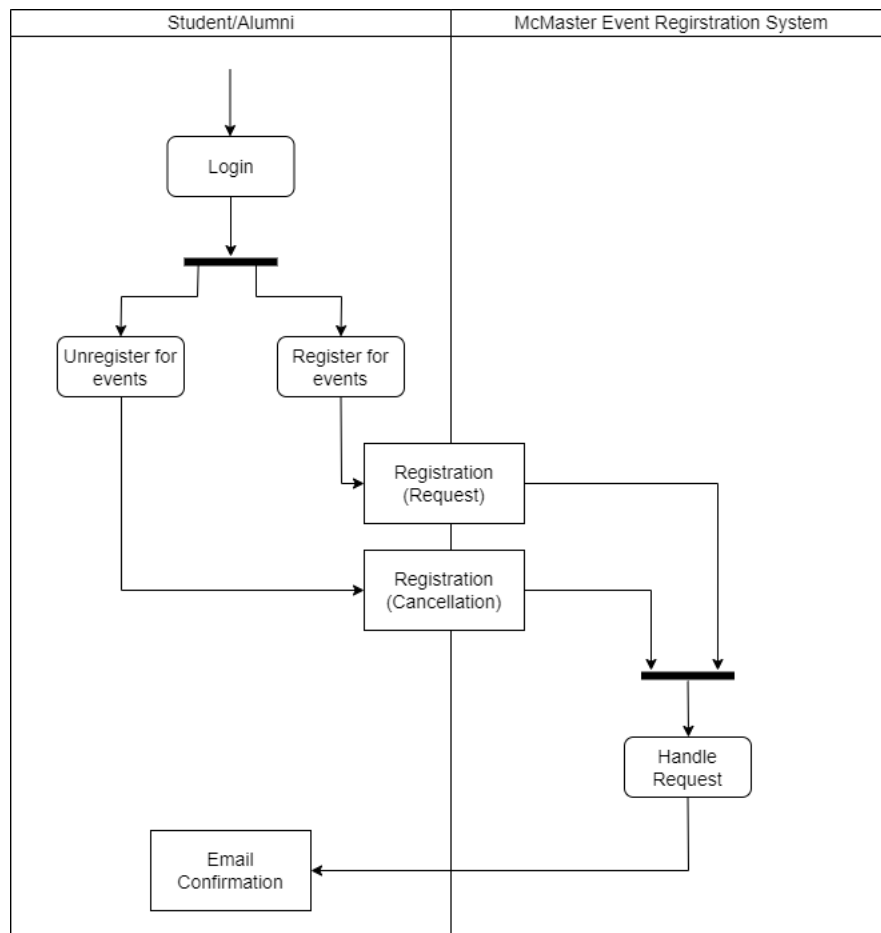 Student/Alumni
McMaster Event Regirstration System
Login
Unregister for
events
Register for
events
Registration
(Request)
Registration
(Cancellation)
Handle
Request
Email
Confirmation